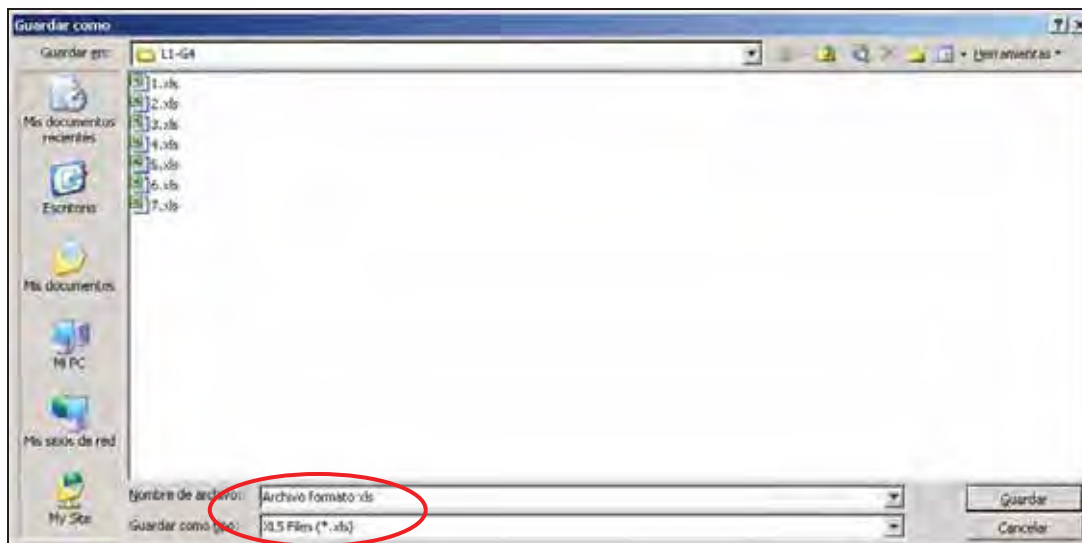 Guardar como
Guardar en:
L1-G4
Herramientas
1.xls
2.xls
3.xls
4.xls
5.xls
6.xls
7.xls
Mis documentos
recientes
Escritorio
Mis documentos
Mi PC
Mis sitios de red
My Site
Nombre de archivo:
Archivo formato xls
Guardar
Guardar como tipo:
XLS Files (*.xls)
Cancelar